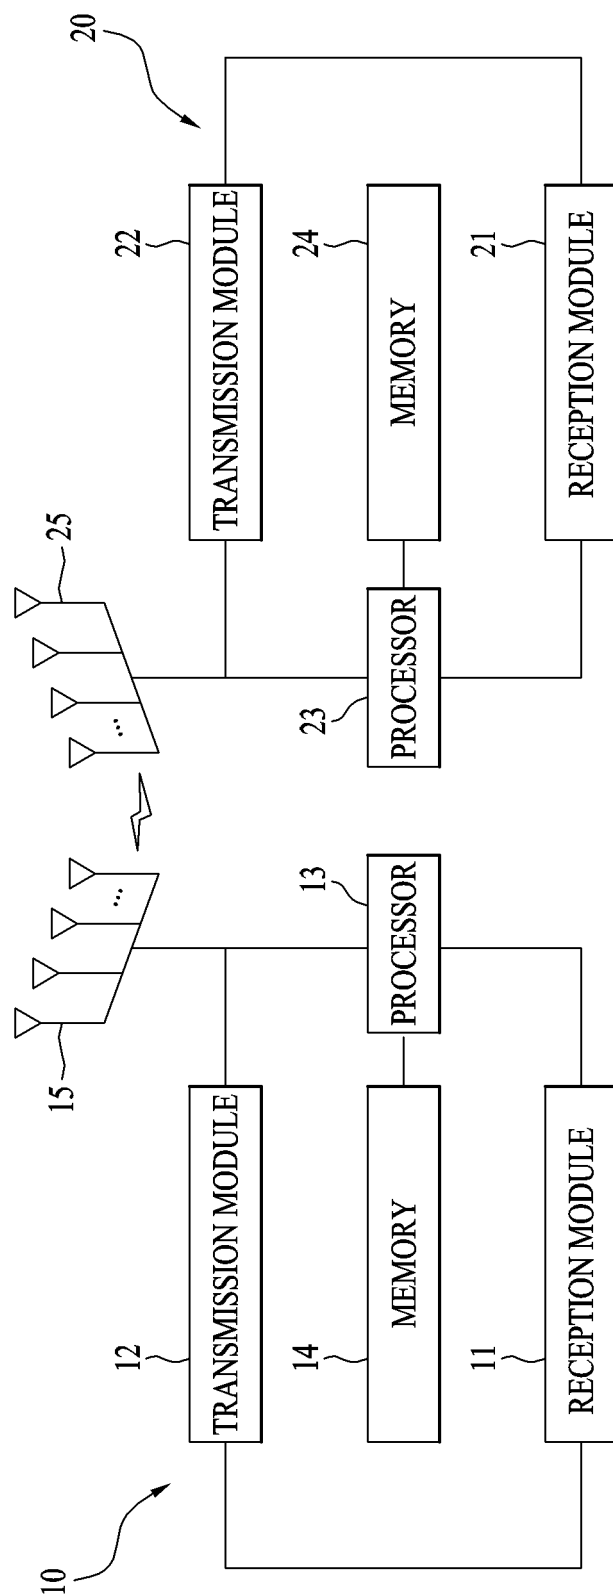 10
20
15
25
12
TRANSMISSION MODULE
22
TRANSMISSION MODULE
14
MEMORY
13
PROCESSOR
23
PROCESSOR
24
MEMORY
11
RECEPTION MODULE
21
RECEPTION MODULE
...
...